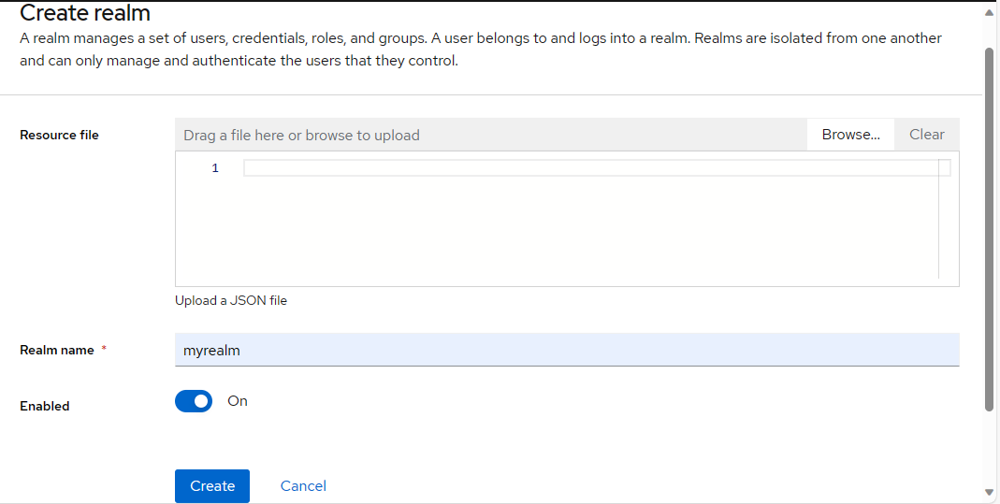 Create realm
A realm manages a set of users, credentials, roles, and groups. A user belongs to and logs into a realm. Realms are isolated from one another
and can only manage and authenticate the users that they control.
Resource file
Drag a file here or browse to upload
Browse...
Clear
1
Upload a JSON file
Realm name *
myrealm
Enabled
On
Create
Cancel